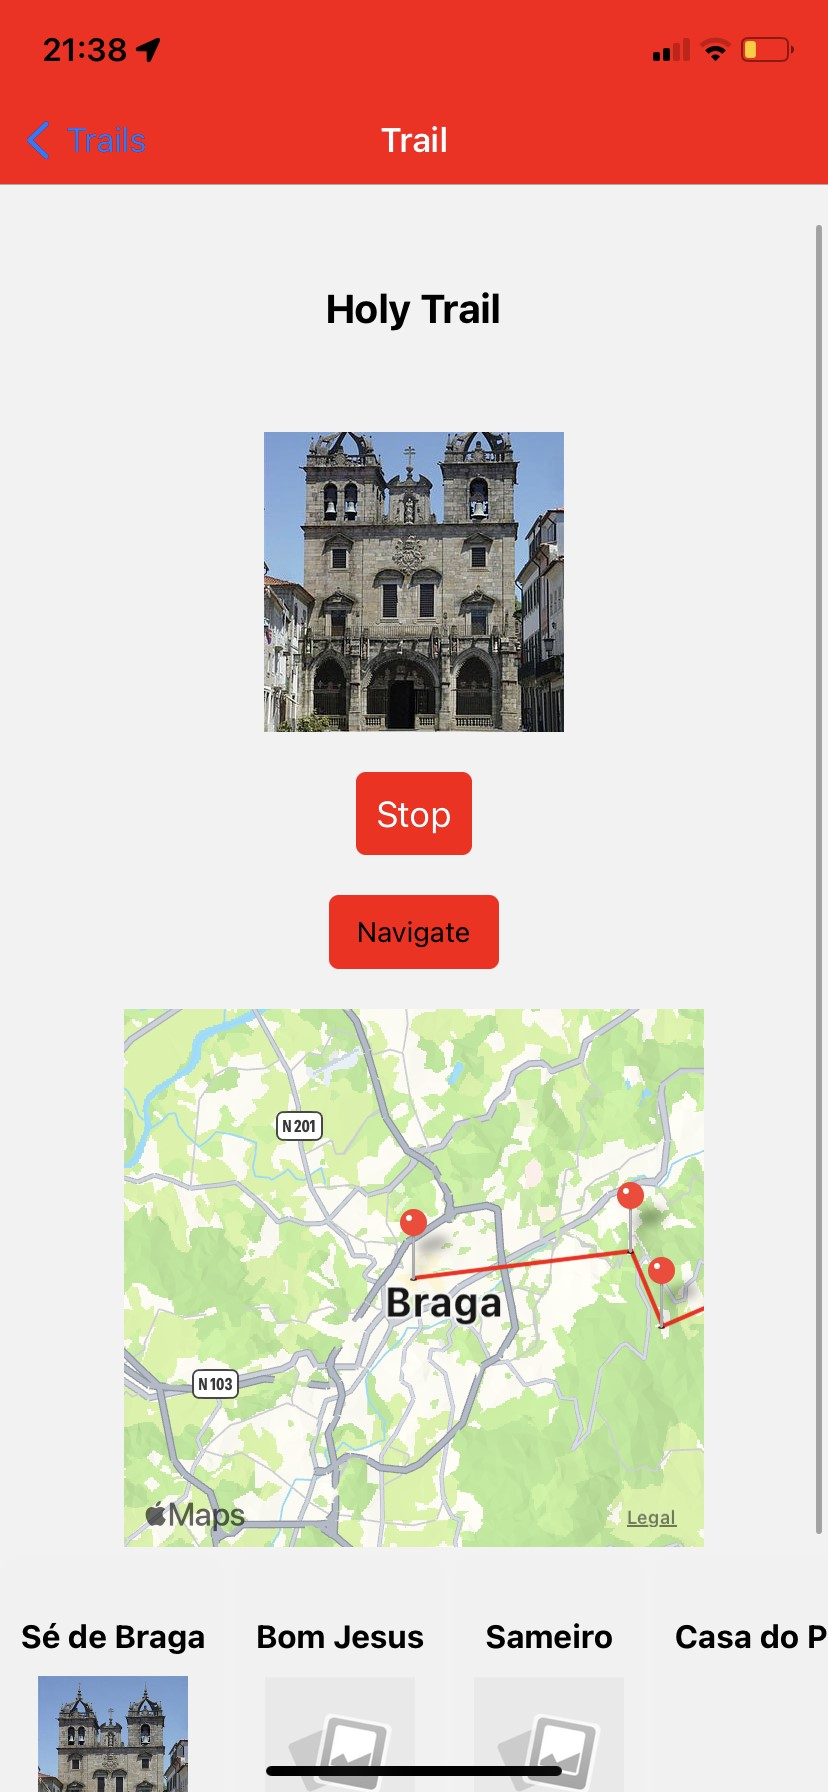 21:38
Trails
Trail
Holy Trail
Stop
Navigate
N 201
Braga
N 103
Maps
Legal
Sé de Braga
Bom Jesus
Sameiro
Casa do P